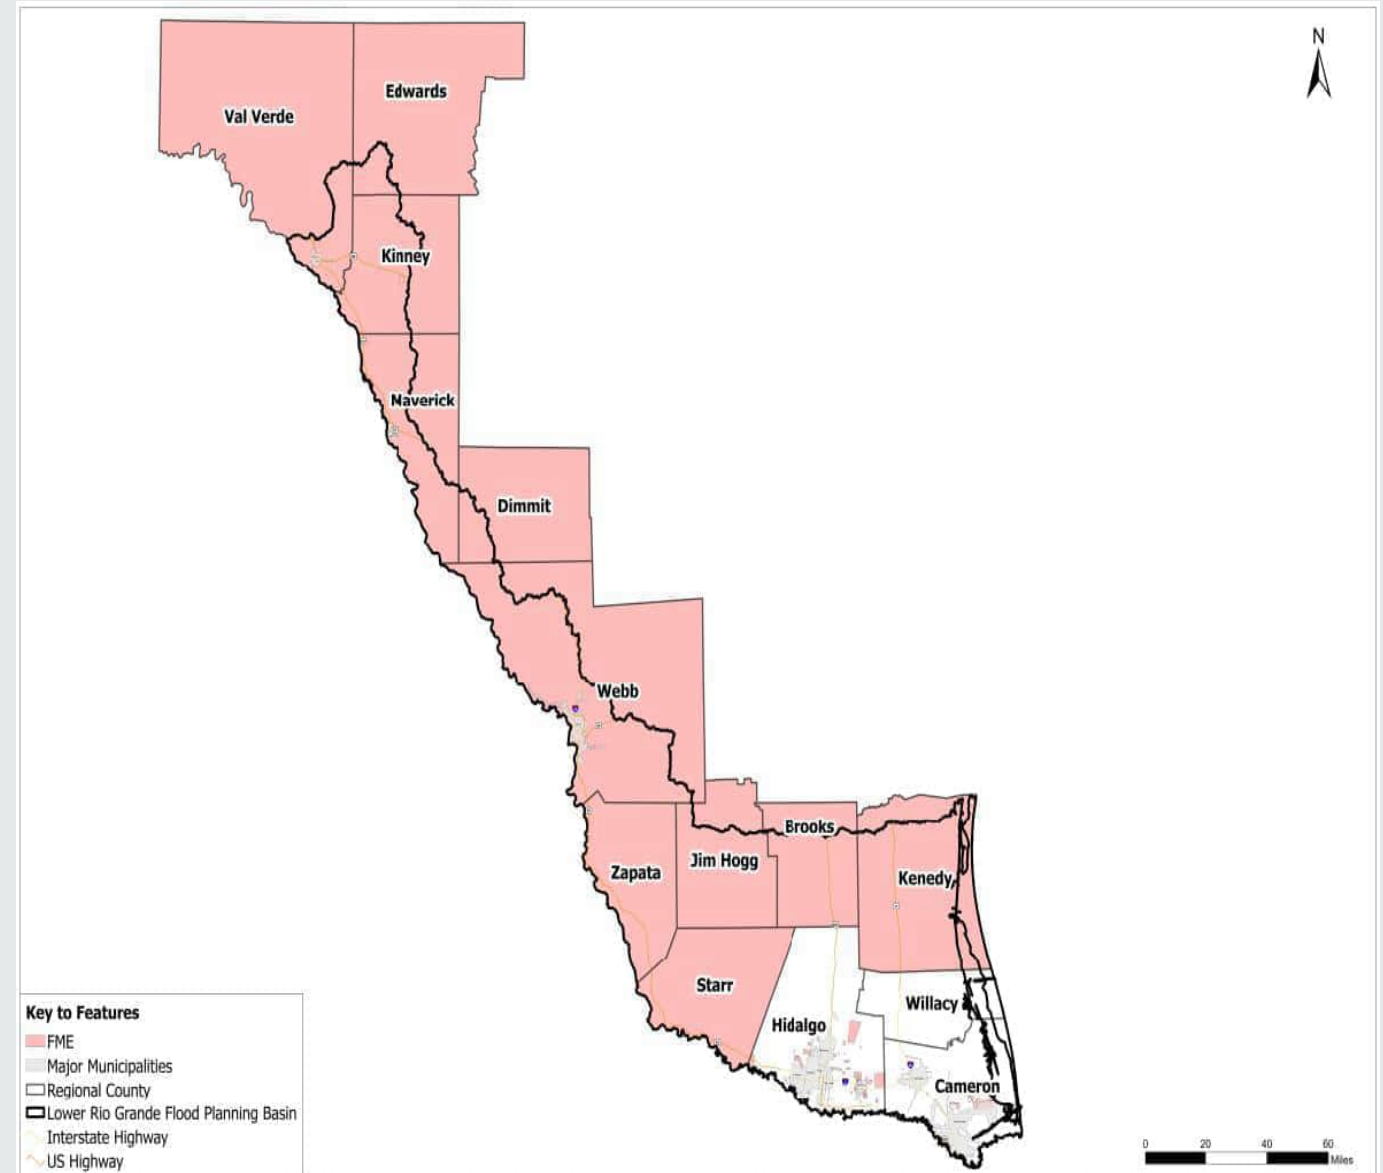 N
Edwards
Val Verde
Kinney
Maverick
Dimmit
Webb
Brooks
Jim Hogg
Zapata
Kenedy
Starr
Willacy
Hidalgo
Cameron
Key to Features
FME
Major Municipalities
Regional County
Lower Rio Grande Flood Planning Basin
Interstate Highway
US Highway
0 20 40 60
Miles